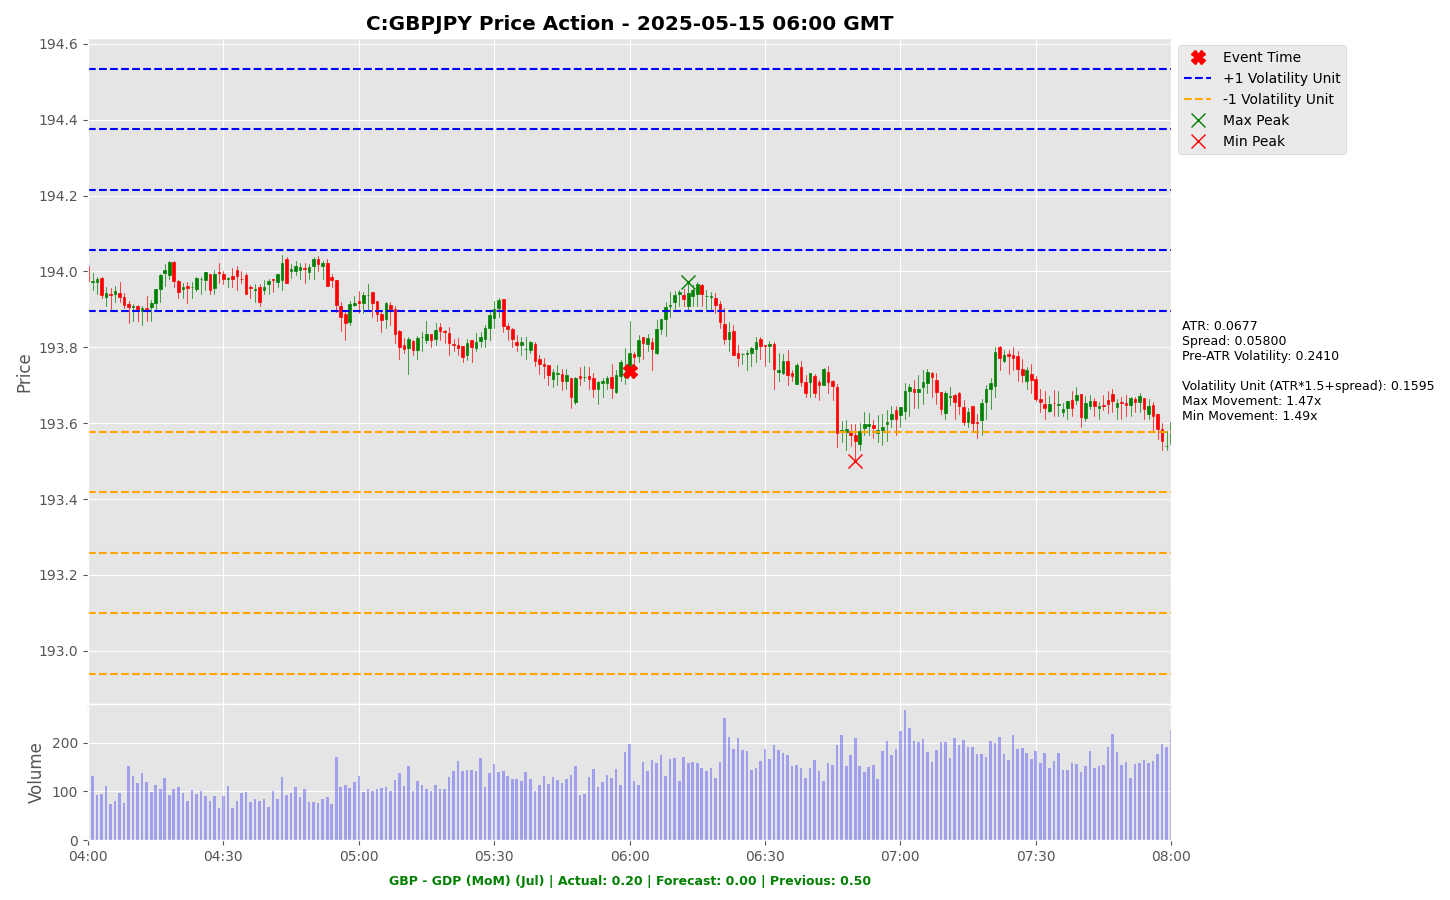 C:GBPJPY Price Action - 2025-05-15 06:00 GMT
194.6
194.4
194.2
194.0
193.8
193.6
193.4
193.2
193.0
Price
Event Time
+1 Volatility Unit
-1 Volatility Unit
Max Peak
Min Peak
ATR: 0.0677
Spread: 0.05800
Pre-ATR Volatility: 0.2410
Volatility Unit (ATR*1.5+spread): 0.1595
Max Movement: 1.47x
Min Movement: 1.49x
200
100
0
Volume
04:00 04:30 05:00 05:30 06:00 06:30 07:00 07:30 08:00
GBP - GDP (MoM) (Jul) | Actual: 0.20 | Forecast: 0.00 | Previous: 0.50